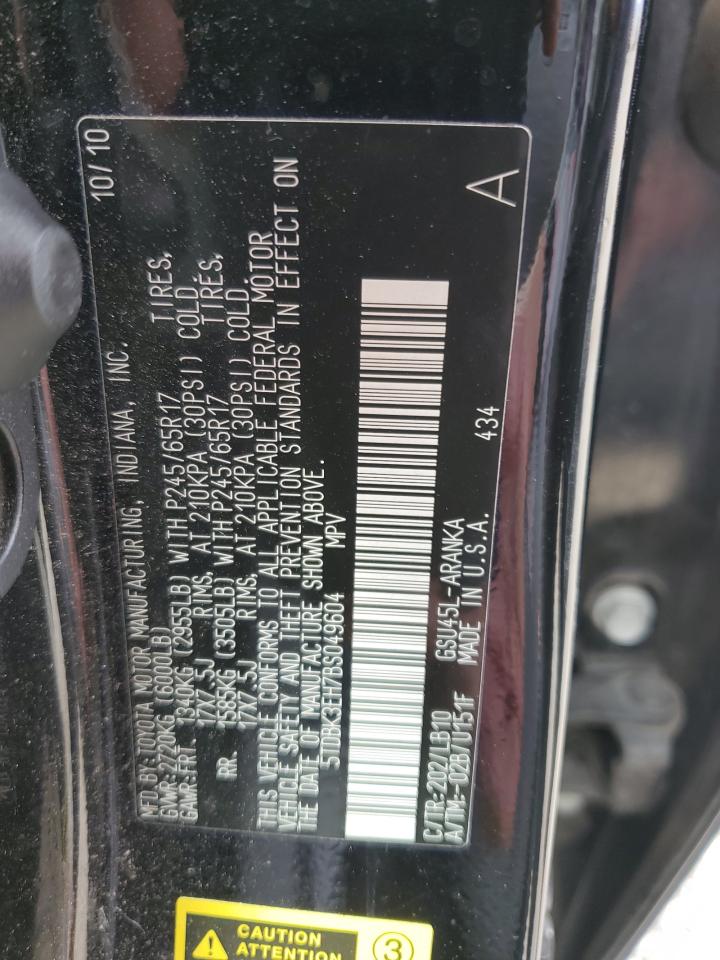 MFD.BY:TOYOTA MOTOR MANUFACTURING, INDIANA, INC. 10/10
GVWR:2720KG(6000LB)
GAWR:FRT 1340KG (2955LB) WITH P245/65R17 TIRES,
17X7.5J RIMS, AT 210KPA (30PSI) COLD.
RR. 1585KG (3505LB) WITH P245/65R17 TIRES,
17X7.5J RIMS, AT 210KPA (30PSI) COLD.
THIS VEHICLE CONFORMS TO ALL APPLICABLE FEDERAL MOTOR
VEHICLE SAFETY AND THEFT PREVENTION STANDARDS IN EFFECT ON
THE DATE OF MANUFACTURE SHOWN ABOVE.
5TDBK3EH7BS049604 MPV
C/TR:202/LB10 GSU45L-ARANKA
A/TM:-02B/U151F MADE IN U.S.A. 434 A
CAUTION
ATTENTION
3